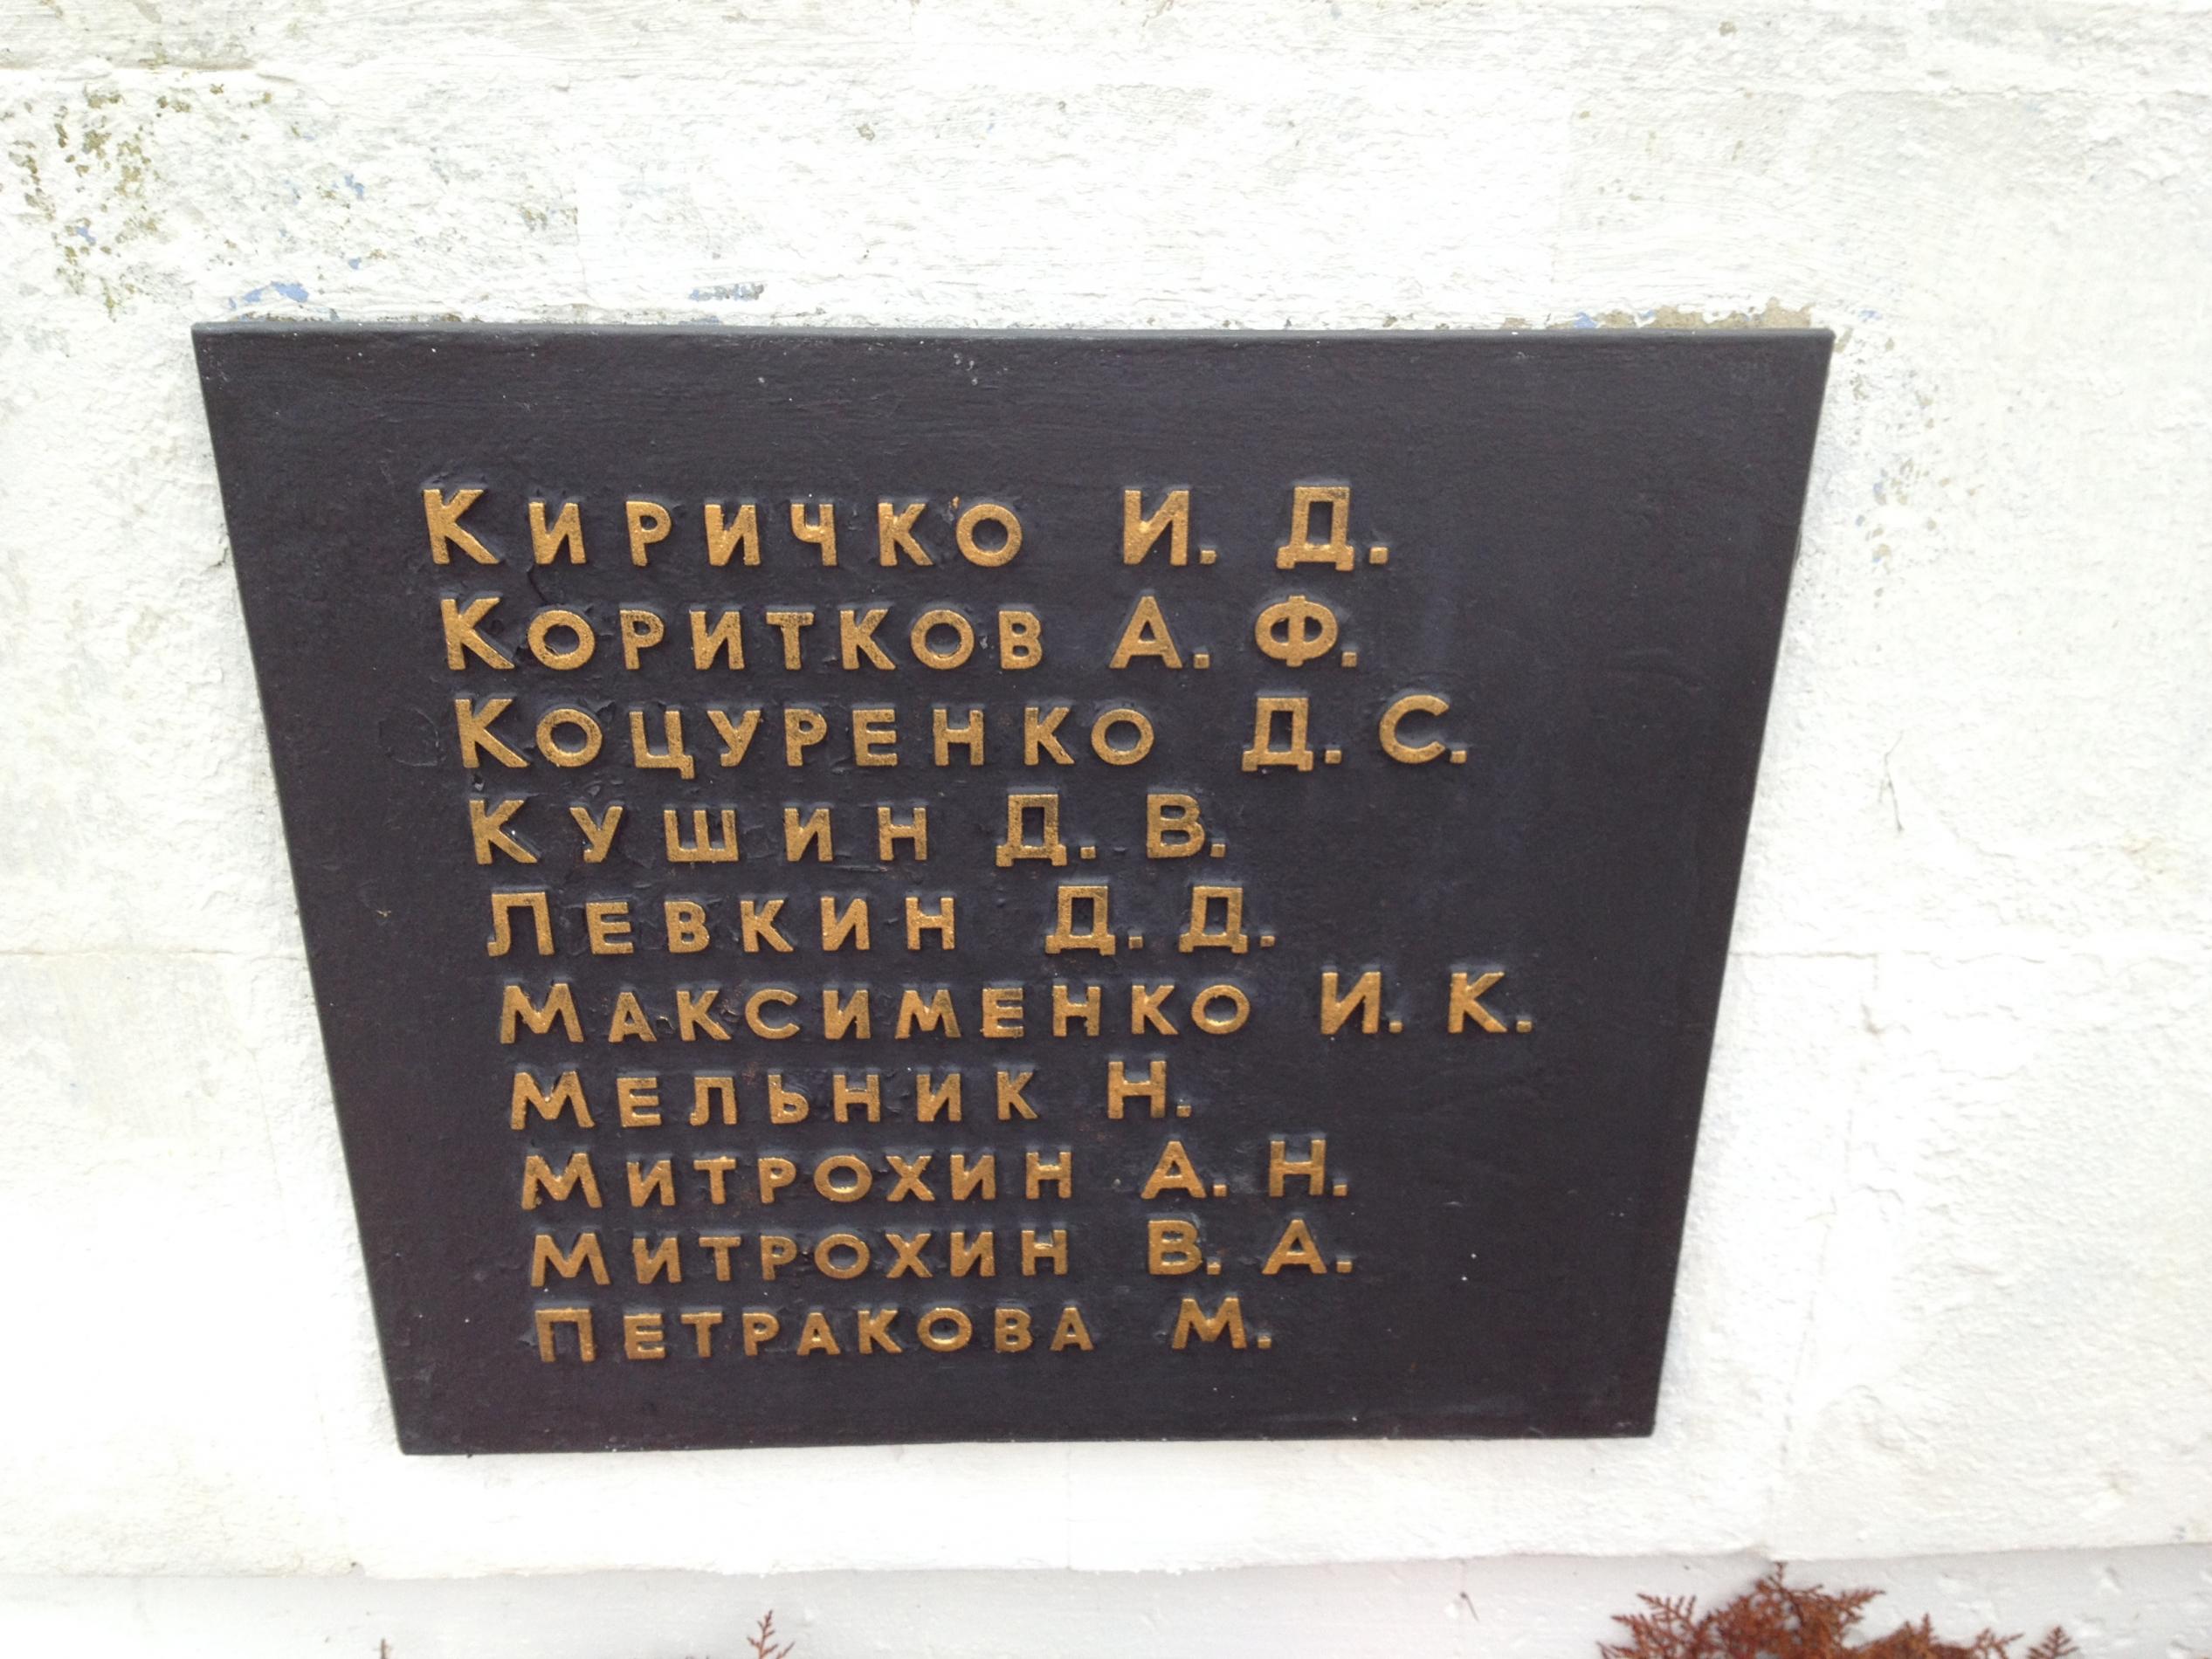 Киричко И. Д.
Коритков А. Ф.
Коцуренко Д. С.
Кушин Д. В.
Левкин Д. Д.
Максименко И. К.
Мельник Н.
Митрохин А. Н.
Митрохин В. А.
Петракова М.